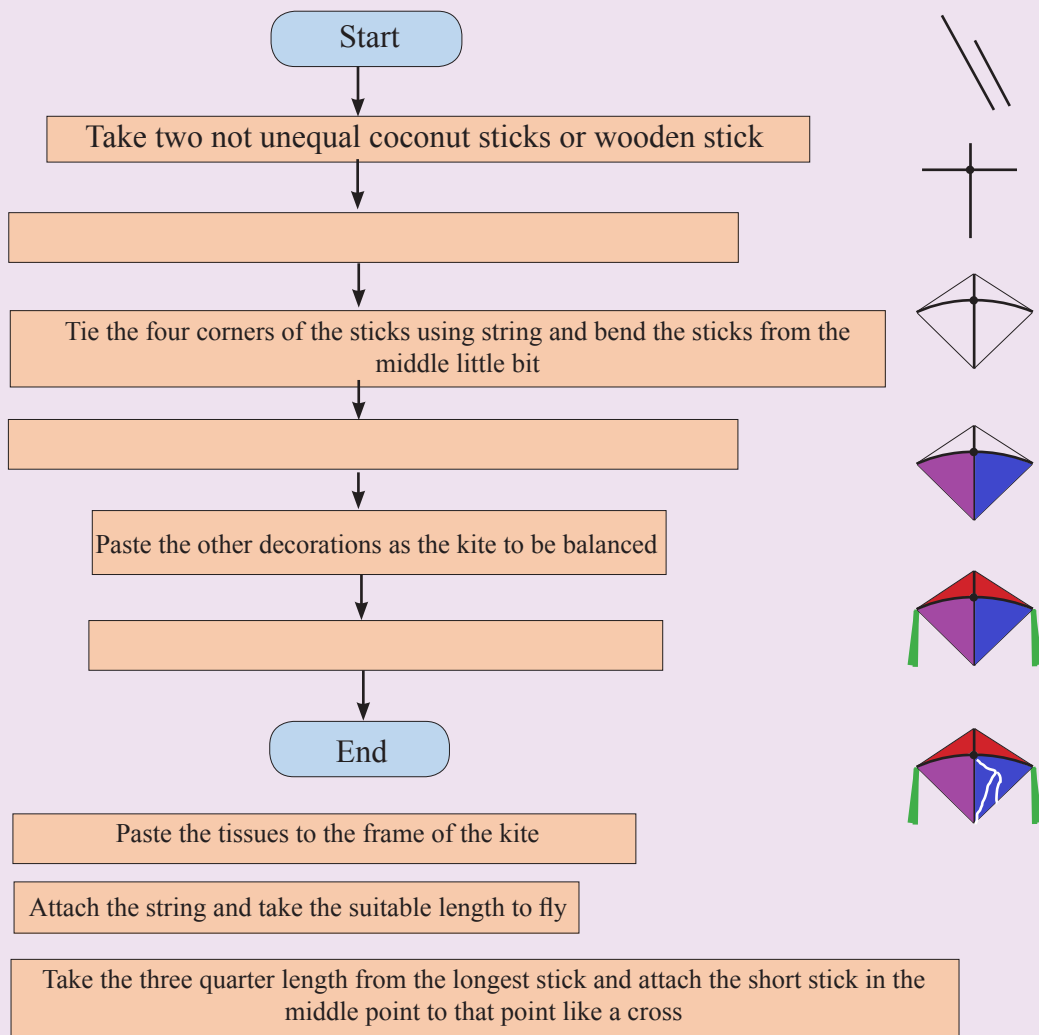 Start
Take two not unequal coconut sticks or wooden stick
Tie the four corners of the sticks using string and bend the sticks from the
middle little bit
Paste the other decorations as the kite to be balanced
End
Paste the tissues to the frame of the kite
Attach the string and take the suitable length to fly
Take the three quarter length from the longest stick and attach the short stick in the
middle point to that point like a cross